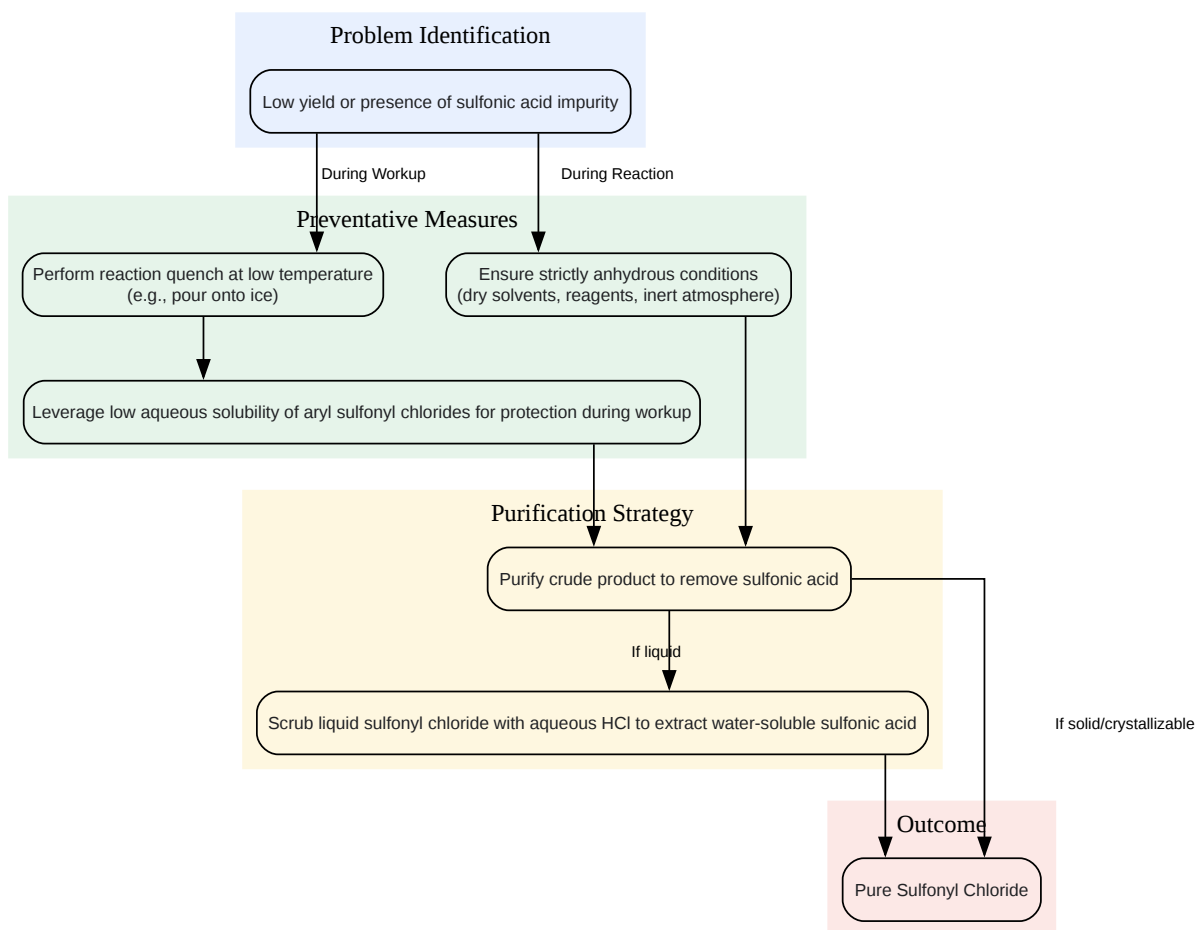 Problem Identification
Low yield or presence of sulfonic acid impurity
During Workup
During Reaction
Preventative Measures
Perform reaction quench at low temperature
(e.g., pour onto ice)
Ensure strictly anhydrous conditions
(dry solvents, reagents, inert atmosphere)
Leverage low aqueous solubility of aryl sulfonyl chlorides for protection during workup
Purification Strategy
Purify crude product to remove sulfonic acid
If liquid
Scrub liquid sulfonyl chloride with aqueous HCl to extract water-soluble sulfonic acid
If solid/crystallizable
Outcome
Pure Sulfonyl Chloride